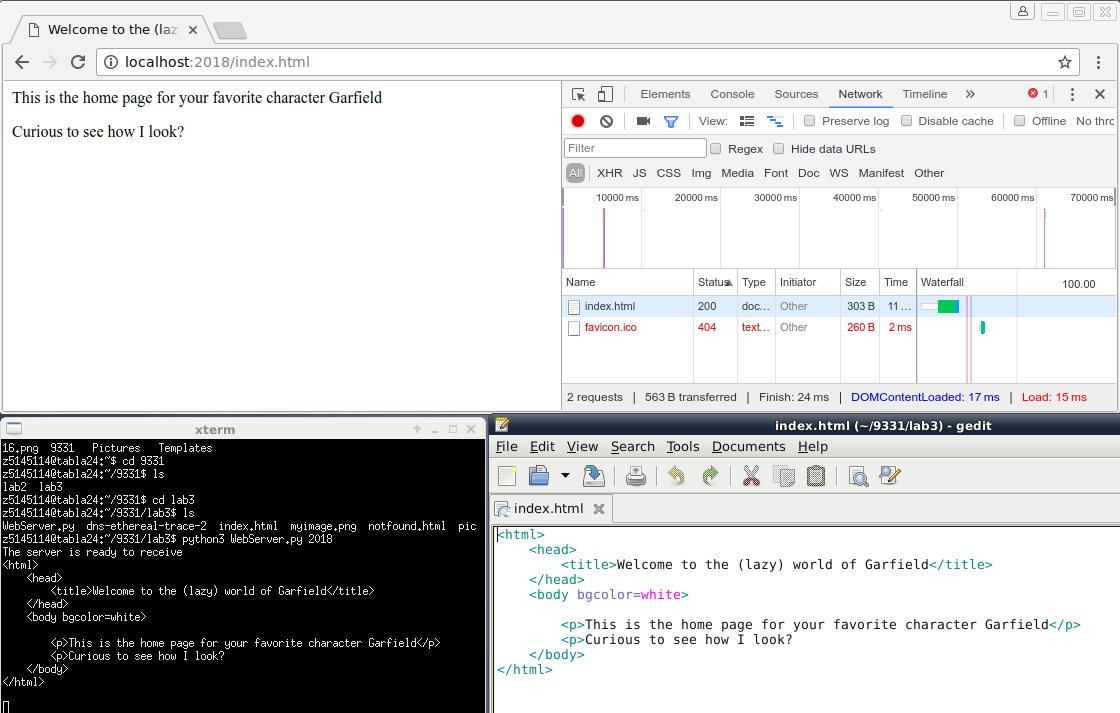 Welcome to the (laz
localhost:2018/index.html
This is the home page for your favorite character Garfield
Curious to see how I look?
Elements Console Sources Network Timeline » 1
View: Preserve log Disable cache Offline No thro
Filter Regex Hide data URLs
All XHR JS CSS Img Media Font Doc WS Manifest Other
10000 ms 20000 ms 30000 ms 40000 ms 50000 ms 60000 ms 70000 ms
Name Status Type Initiator Size Time Waterfall 100.00
index.html 200 doc... Other 303 B 11 ...
favicon.ico 404 text... Other 260 B 2 ms
2 requests | 563 B transferred | Finish: 24 ms | DOMContentLoaded: 17 ms | Load: 15 ms
xterm
16.png 9331 Pictures Templates
z5145114@tabla24:~$ cd 9331
z5145114@tabla24:~/9331$ ls
lab2 lab3
z5145114@tabla24:~/9331$ cd lab3
z5145114@tabla24:~/9331/lab3$ ls
WebServer.py dns-ethereal-trace-2 index.html myimage.png notfound.html pic
z5145114@tabla24:~/9331/lab3$ python3 WebServer.py 2018
The server is ready to receive
<html>
<head>
<title>Welcome to the (lazy) world of Garfield</title>
</head>
<body bgcolor=white>
<p>This is the home page for your favorite character Garfield</p>
<p>Curious to see how I look?
</body>
</html>
index.html (~/9331/lab3) - gedit
File Edit View Search Tools Documents Help
index.html
<html>
<head>
<title>Welcome to the (lazy) world of Garfield</title>
</head>
<body bgcolor=white>
<p>This is the home page for your favorite character Garfield</p>
<p>Curious to see how I look?
</body>
</html>